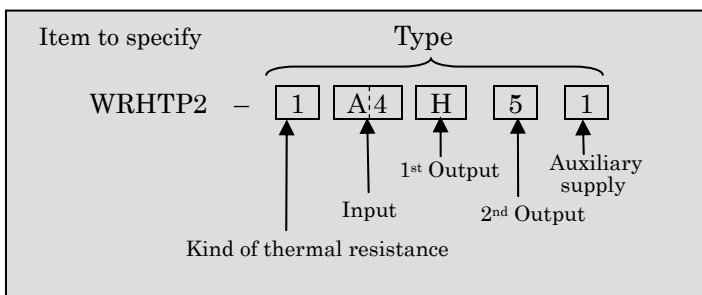 Item to specify
Type
WRHTP2 – 1 A 4 H 5 1
1st Output
Auxiliary
supply
Input
2nd Output
Kind of thermal resistance